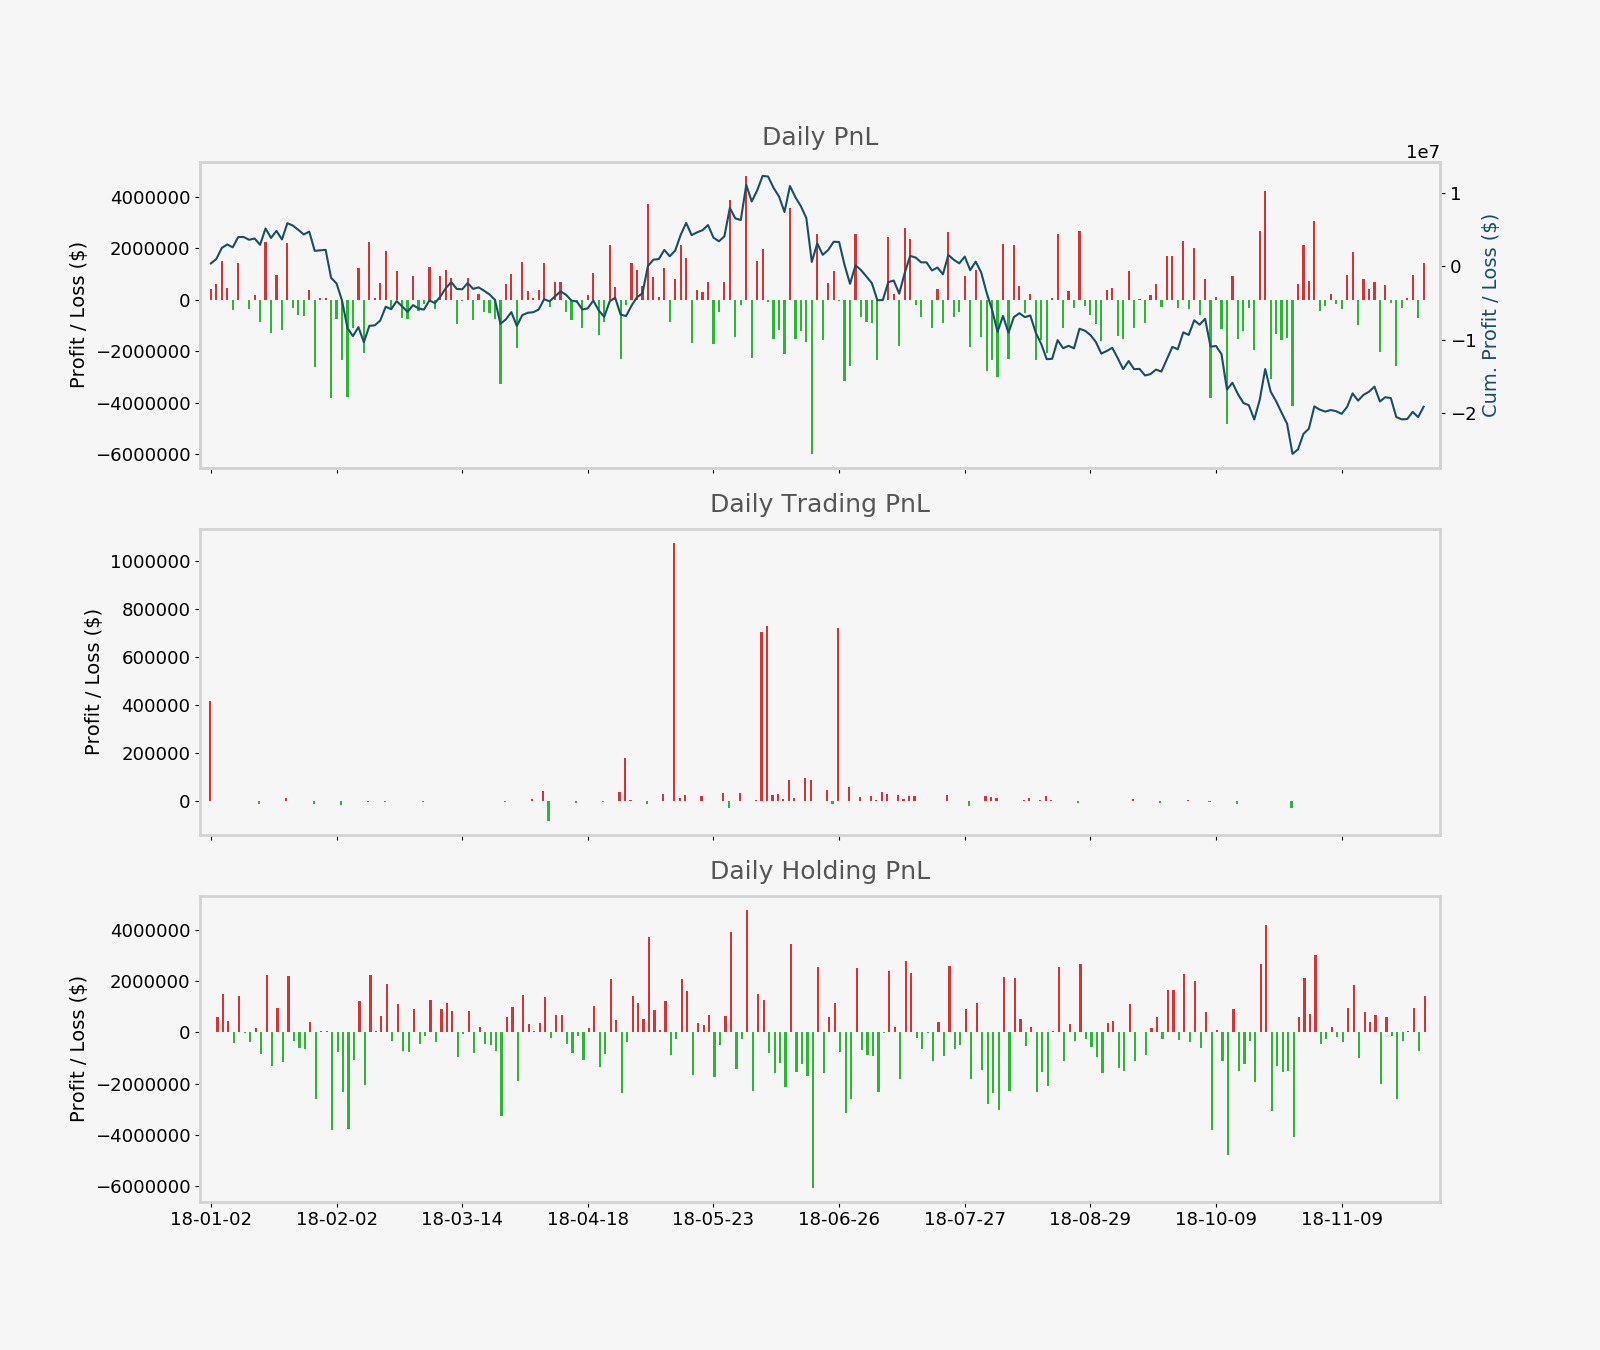 Daily PnL
1e7
4000000
2000000
0
−2000000
−4000000
−6000000
Profit / Loss ($)
1
0
−1
−2
Cum. Profit / Loss ($)
Daily Trading PnL
1000000
800000
600000
400000
200000
0
Profit / Loss ($)
Daily Holding PnL
4000000
2000000
0
−2000000
−4000000
−6000000
Profit / Loss ($)
18-01-02 18-02-02 18-03-14 18-04-18 18-05-23 18-06-26 18-07-27 18-08-29 18-10-09 18-11-09